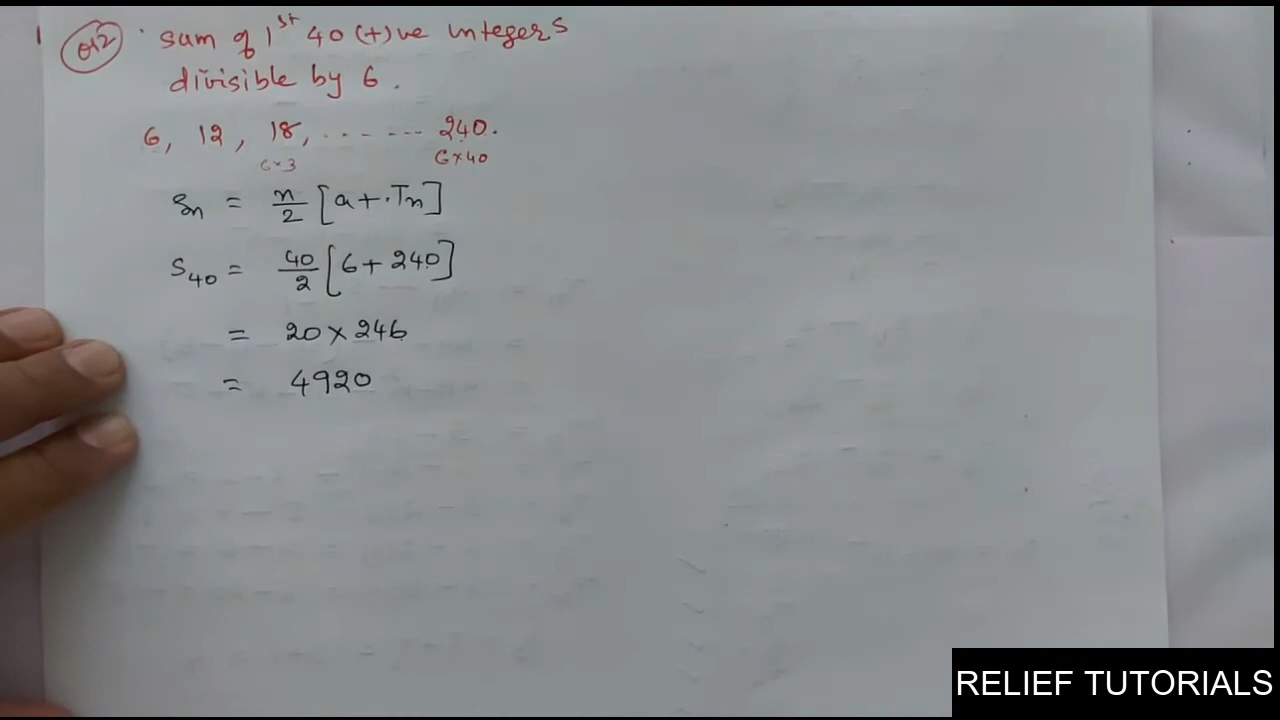 Q12 sum of 1st 40 (+)ve integers
divisible by 6.
6, 12, 18, ...... 240.
6×3 6×40
Sn = n/2 [a + Tn]
S40 = 40/2 [6 + 240]
= 20 × 246
= 4920
RELIEF TUTORIALS